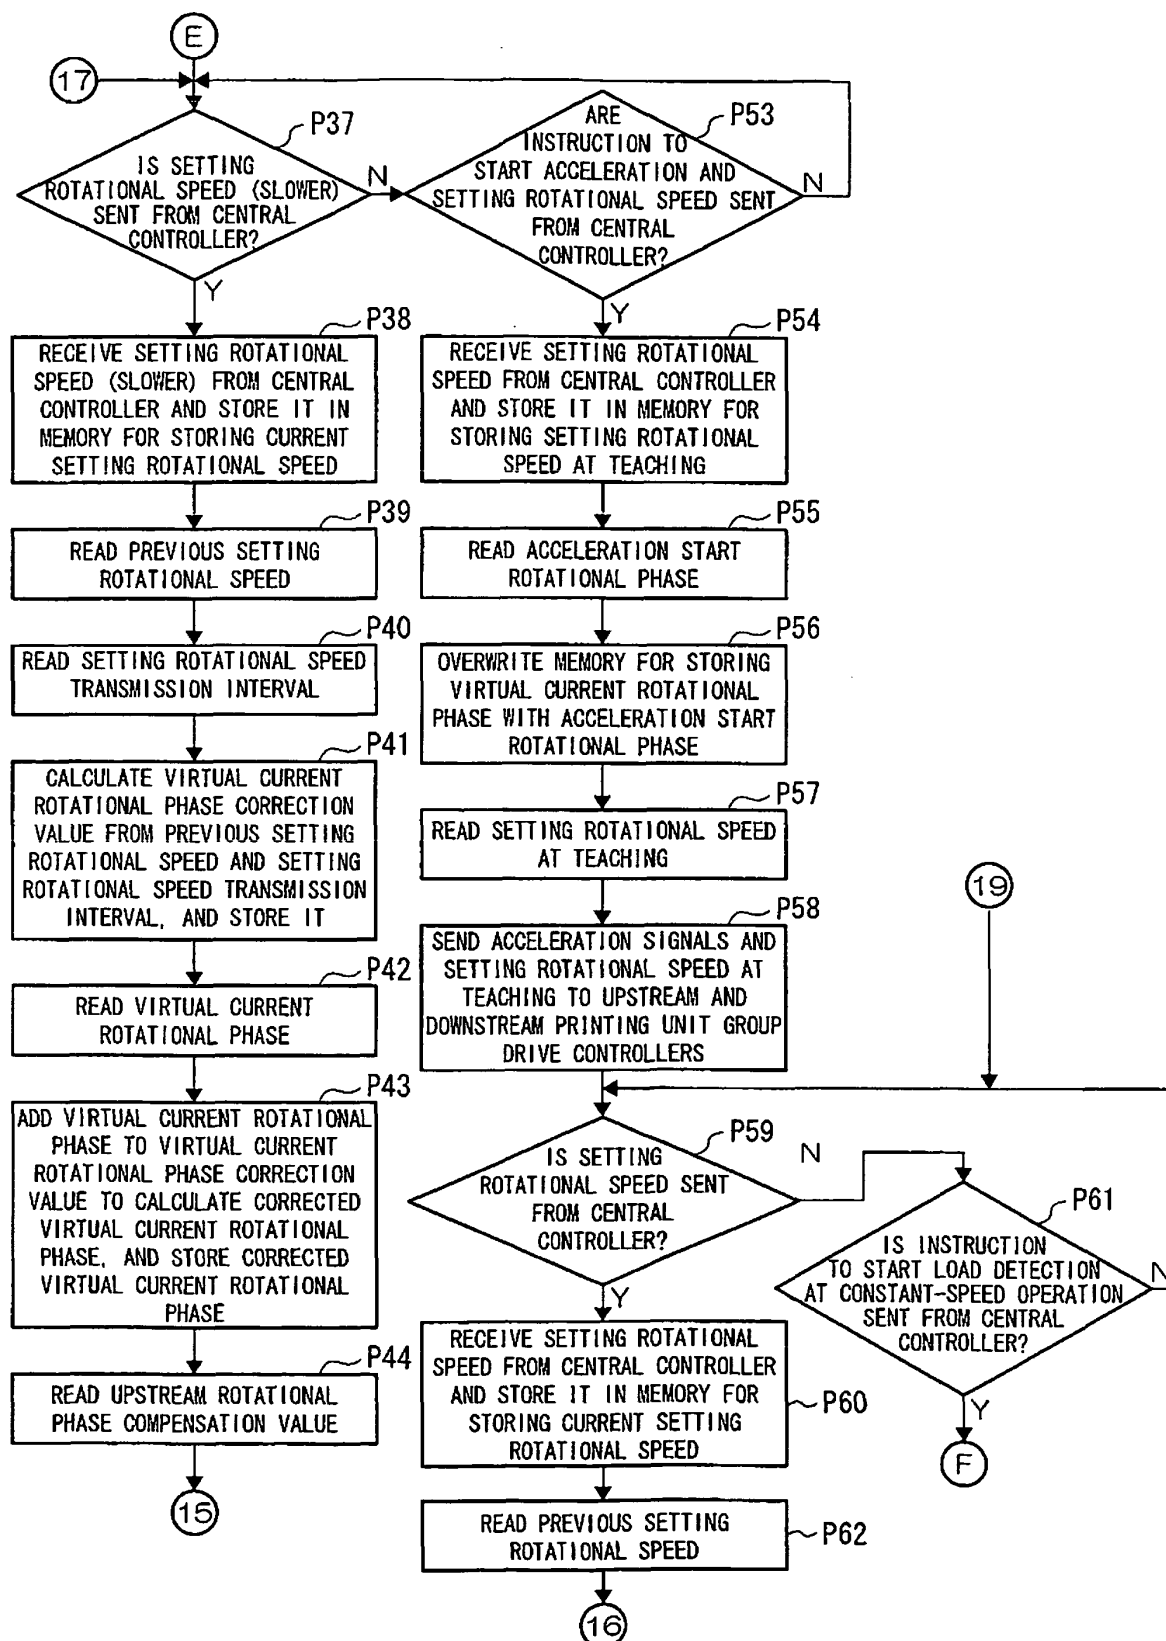 E
17
P37
IS SETTING
ROTATIONAL SPEED (SLOWER)
SENT FROM CENTRAL
CONTROLLER?
N
Y
P53
ARE
INSTRUCTION TO
START ACCELERATION AND
SETTING ROTATIONAL SPEED SENT
FROM CENTRAL
CONTROLLER?
N
Y
P38
RECEIVE SETTING ROTATIONAL
SPEED (SLOWER) FROM CENTRAL
CONTROLLER AND STORE IT IN
MEMORY FOR STORING CURRENT
SETTING ROTATIONAL SPEED
P39
READ PREVIOUS SETTING
ROTATIONAL SPEED
P40
READ SETTING ROTATIONAL SPEED
TRANSMISSION INTERVAL
P41
CALCULATE VIRTUAL CURRENT
ROTATIONAL PHASE CORRECTION
VALUE FROM PREVIOUS SETTING
ROTATIONAL SPEED AND SETTING
ROTATIONAL SPEED TRANSMISSION
INTERVAL, AND STORE IT
P42
READ VIRTUAL CURRENT
ROTATIONAL PHASE
P43
ADD VIRTUAL CURRENT ROTATIONAL
PHASE TO VIRTUAL CURRENT
ROTATIONAL PHASE CORRECTION
VALUE TO CALCULATE CORRECTED
VIRTUAL CURRENT ROTATIONAL
PHASE, AND STORE CORRECTED
VIRTUAL CURRENT ROTATIONAL
PHASE
P44
READ UPSTREAM ROTATIONAL
PHASE COMPENSATION VALUE
15
P54
RECEIVE SETTING ROTATIONAL
SPEED FROM CENTRAL CONTROLLER
AND STORE IT IN MEMORY FOR
STORING SETTING ROTATIONAL
SPEED AT TEACHING
P55
READ ACCELERATION START
ROTATIONAL PHASE
P56
OVERWRITE MEMORY FOR STORING
VIRTUAL CURRENT ROTATIONAL
PHASE WITH ACCELERATION START
ROTATIONAL PHASE
P57
READ SETTING ROTATIONAL SPEED
AT TEACHING
P58
SEND ACCELERATION SIGNALS AND
SETTING ROTATIONAL SPEED AT
TEACHING TO UPSTREAM AND
DOWNSTREAM PRINTING UNIT GROUP
DRIVE CONTROLLERS
19
P59
IS SETTING
ROTATIONAL SPEED SENT
FROM CENTRAL
CONTROLLER?
N
Y
P61
IS INSTRUCTION
TO START LOAD DETECTION
AT CONSTANT-SPEED OPERATION
SENT FROM CENTRAL
CONTROLLER?
N
Y
F
RECEIVE SETTING ROTATIONAL
SPEED FROM CENTRAL CONTROLLER
AND STORE IT IN MEMORY FOR
STORING CURRENT SETTING
ROTATIONAL SPEED
P60
READ PREVIOUS SETTING
ROTATIONAL SPEED
P62
16